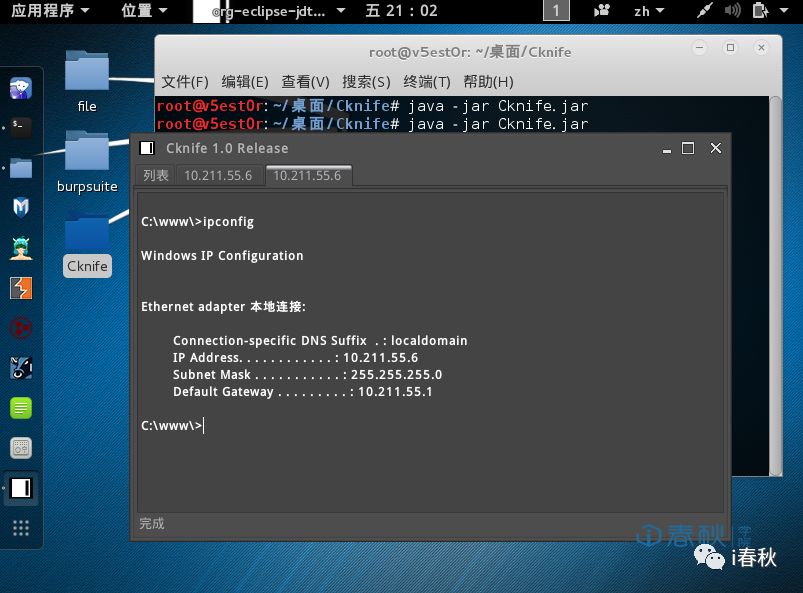 应用程序 位置 org-eclipse-jdt... 五 21：02 1 zh
root@v5est0r: ~/桌面/Cknife
文件(F) 编辑(E) 查看(V) 搜索(S) 终端(T) 帮助(H)
root@v5est0r:~/桌面/Cknife# java -jar Cknife.jar
root@v5est0r:~/桌面/Cknife# java -jar Cknife.jar
file
burpsuite
Cknife
Cknife 1.0 Release
列表 10.211.55.6 10.211.55.6
C:\www\>ipconfig
Windows IP Configuration
Ethernet adapter 本地连接:
Connection-specific DNS Suffix . : localdomain
IP Address. . . . . . . . . . . . : 10.211.55.6
Subnet Mask . . . . . . . . . . . : 255.255.255.0
Default Gateway . . . . . . . . . : 10.211.55.1
C:\www\>
完成
春秋学院
i春秋